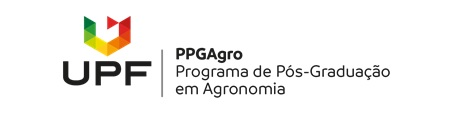 UPF
PPGAgro
Programa de Pós-Graduação
em Agronomia